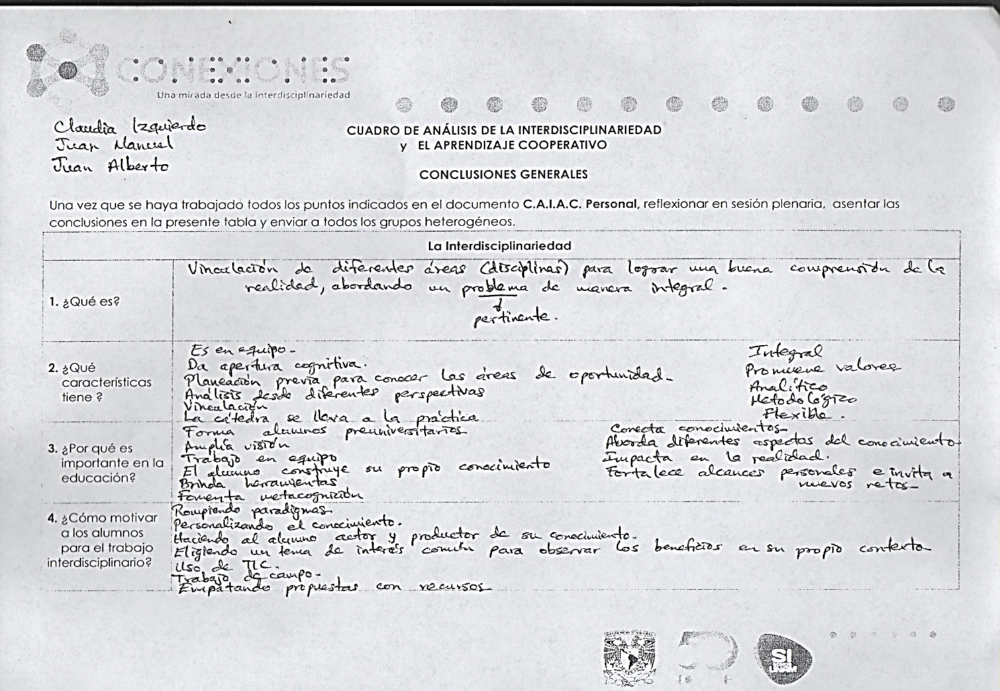 CONEXIONES
Una mirada desde la interdisciplinariedad
Claudia Izquierdo
Juan Manuel
Juan Alberto
CUADRO DE ANÁLISIS DE LA INTERDISCIPLINARIEDAD
y EL APRENDIZAJE COOPERATIVO
CONCLUSIONES GENERALES
Una vez que se haya trabajado todos los puntos indicados en el documento C.A.I.A.C. Personal, reflexionar en sesión plenaria, asentar las
conclusiones en la presente tabla y enviar a todos los grupos heterogéneos.
La Interdisciplinariedad
1. ¿Qué es?
Vinculación de diferentes áreas (disciplinas) para lograr una buena comprensión de la
realidad, abordando un problema de manera integral.
pertinente.
2. ¿Qué
características
tiene ?
Es en equipo-
Da apertura cognitiva.
Planeación previa para conocer las áreas de oportunidad-
Análisis desde diferentes perspectivas
Vinculación
La cátedra se lleva a la práctica
Integral
Promueve valores
Analítico
Metodológico
Flexible.
3. ¿Por qué es
importante en la
educación?
Forma alumnos preuniversitarios
Amplía visión
Trabajo en equipo
El alumno construye su propio conocimiento
Brinda herramientas
Fomenta metacognición
Conecta conocimientos-
Aborda diferentes aspectos del conocimiento-
Impacta en la realidad.
Fortalece alcances personales e invita a
nuevos retos-
4. ¿Cómo motivar
a los alumnos
para el trabajo
interdisciplinario?
Rompiendo paradigmas-
Personalizando el conocimiento.
Haciendo al alumno actor y productor de su conocimiento.
Eligiendo un tema de interés común para observar los beneficios en su propio contexto
Uso de TIC.
Trabajo de campo-
Empatando propuestas con recursos
SI
UNAM